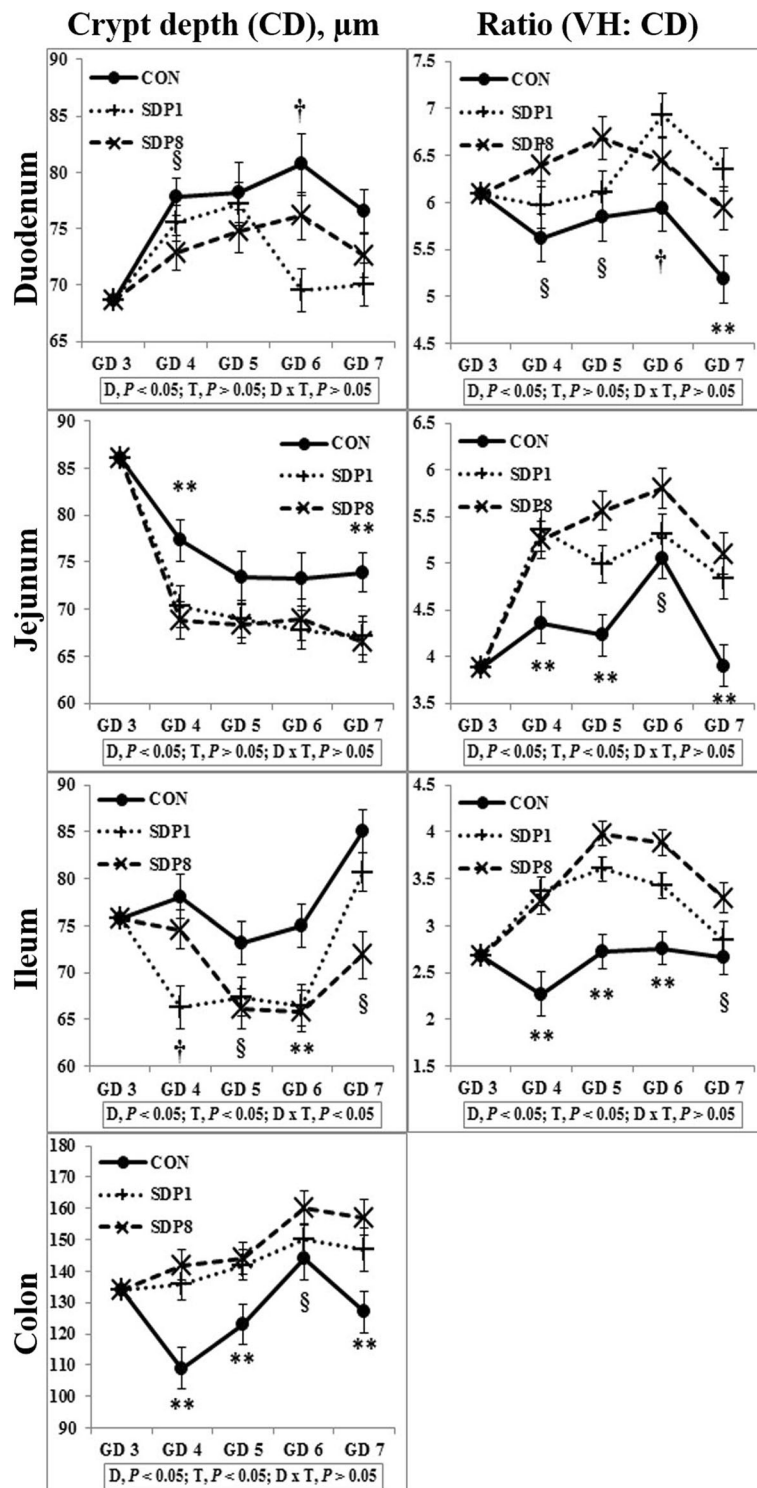 Crypt depth (CD), µm
Ratio (VH: CD)
Duodenum
90
85
80
75
70
65
CON
SDP1
SDP8
§
†
GD 3 GD 4 GD 5 GD 6 GD 7
D, P < 0.05; T, P > 0.05; D x T, P > 0.05
7.5
7
6.5
6
5.5
5
4.5
CON
SDP1
SDP8
§
§
†
**
GD 3 GD 4 GD 5 GD 6 GD 7
D, P < 0.05; T, P > 0.05; D x T, P > 0.05
Jejunum
90
85
80
75
70
65
60
CON
SDP1
SDP8
**
**
GD 3 GD 4 GD 5 GD 6 GD 7
D, P < 0.05; T, P > 0.05; D x T, P > 0.05
6.5
6
5.5
5
4.5
4
3.5
CON
SDP1
SDP8
**
**
§
**
GD 3 GD 4 GD 5 GD 6 GD 7
D, P < 0.05; T, P < 0.05; D x T, P > 0.05
Ileum
90
85
80
75
70
65
60
CON
SDP1
SDP8
†
§
**
§
GD 3 GD 4 GD 5 GD 6 GD 7
D, P < 0.05; T, P < 0.05; D x T, P < 0.05
4.5
4
3.5
3
2.5
2
1.5
CON
SDP1
SDP8
**
**
**
§
GD 3 GD 4 GD 5 GD 6 GD 7
D, P < 0.05; T, P < 0.05; D x T, P > 0.05
Colon
180
170
160
150
140
130
120
110
100
90
CON
SDP1
SDP8
**
**
§
**
GD 3 GD 4 GD 5 GD 6 GD 7
D, P < 0.05; T, P < 0.05; D x T, P > 0.05